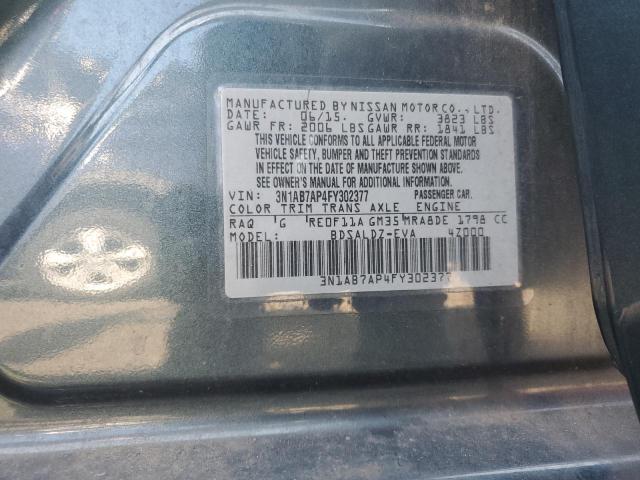 MANUFACTURED BY NISSAN MOTOR CO., LTD.
DATE: 06/15. GVWR: 3823 LBS
GAWR FR: 2006 LBS GAWR RR: 1841 LBS
THIS VEHICLE CONFORMS TO ALL APPLICABLE FEDERAL MOTOR
VEHICLE SAFETY, BUMPER AND THEFT PREVENTION STANDARDS
IN EFFECT ON THE DATE OF MANUFACTURE SHOWN ABOVE.
SEE OWNER'S MANUAL FOR ADDITIONAL INFORMATION.
VIN: 3N1AB7AP4FY302377 PASSENGER CAR.
COLOR TRIM TRANS AXLE ENGINE
RAQ G RE0F11A GM35 MRA8DE 1798 CC
MODEL: BDSALDZ-EVA 4Z000
3N1AB7AP4FY302377